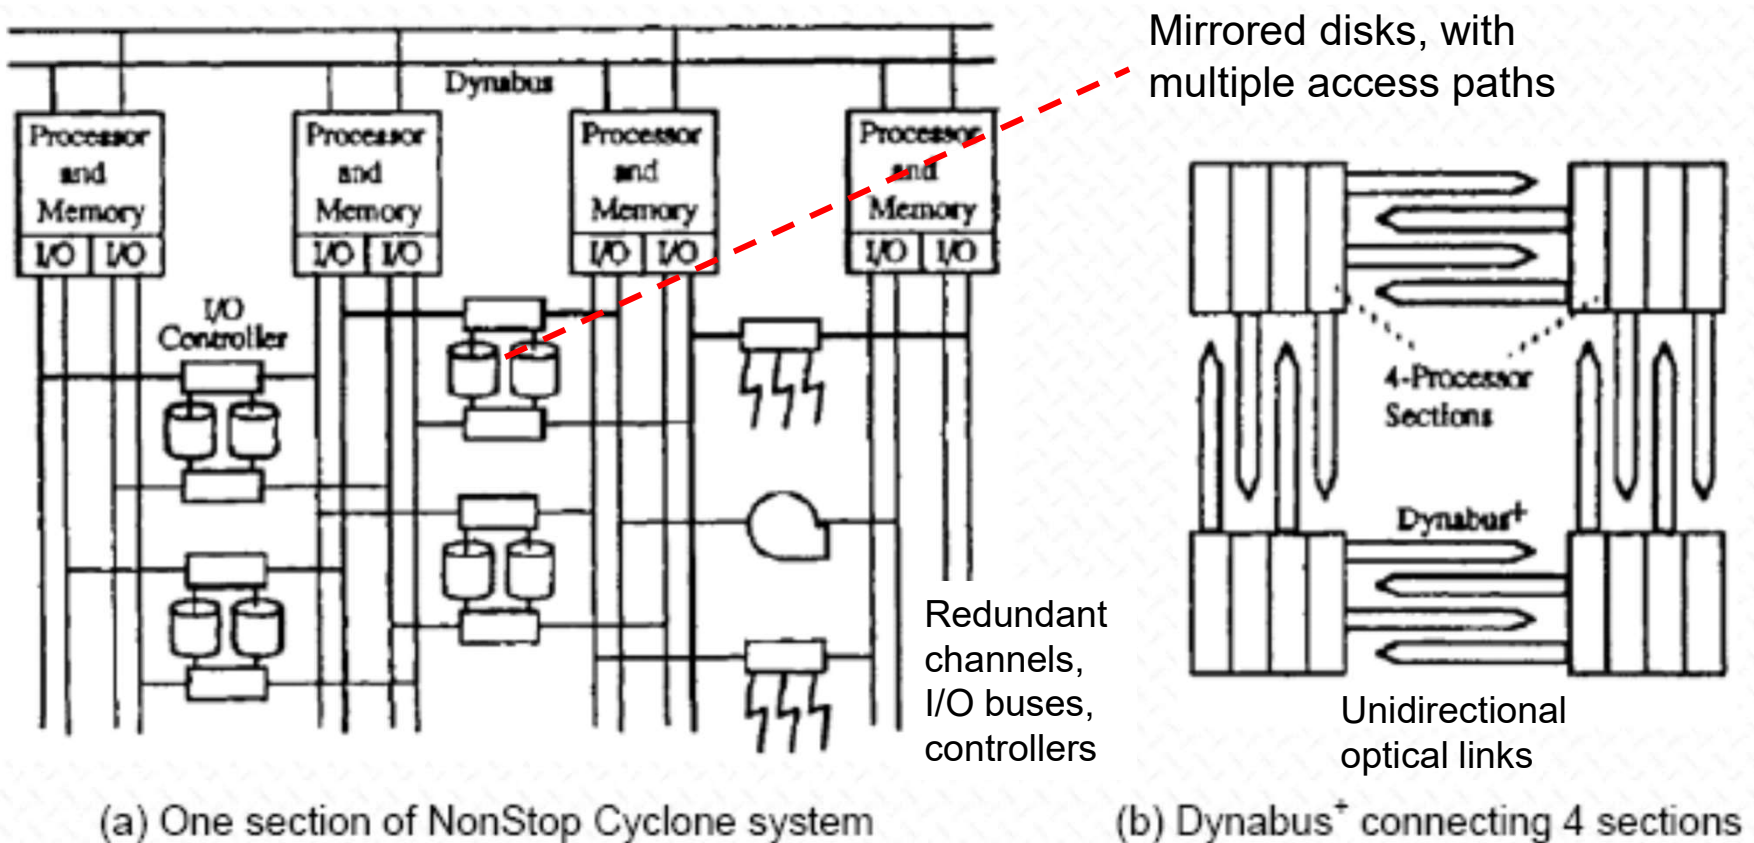 Mirrored disks, with
multiple access paths
Dynabus
Processor
and
Memory
I/O I/O
Processor
and
Memory
I/O I/O
Processor
and
Memory
I/O I/O
Processor
and
Memory
I/O I/O
I/O
Controller
Redundant
channels,
I/O buses,
controllers
(a) One section of NonStop Cyclone system
4-Processor
Sections
Dynabus+
Unidirectional
optical links
(b) Dynabus+ connecting 4 sections